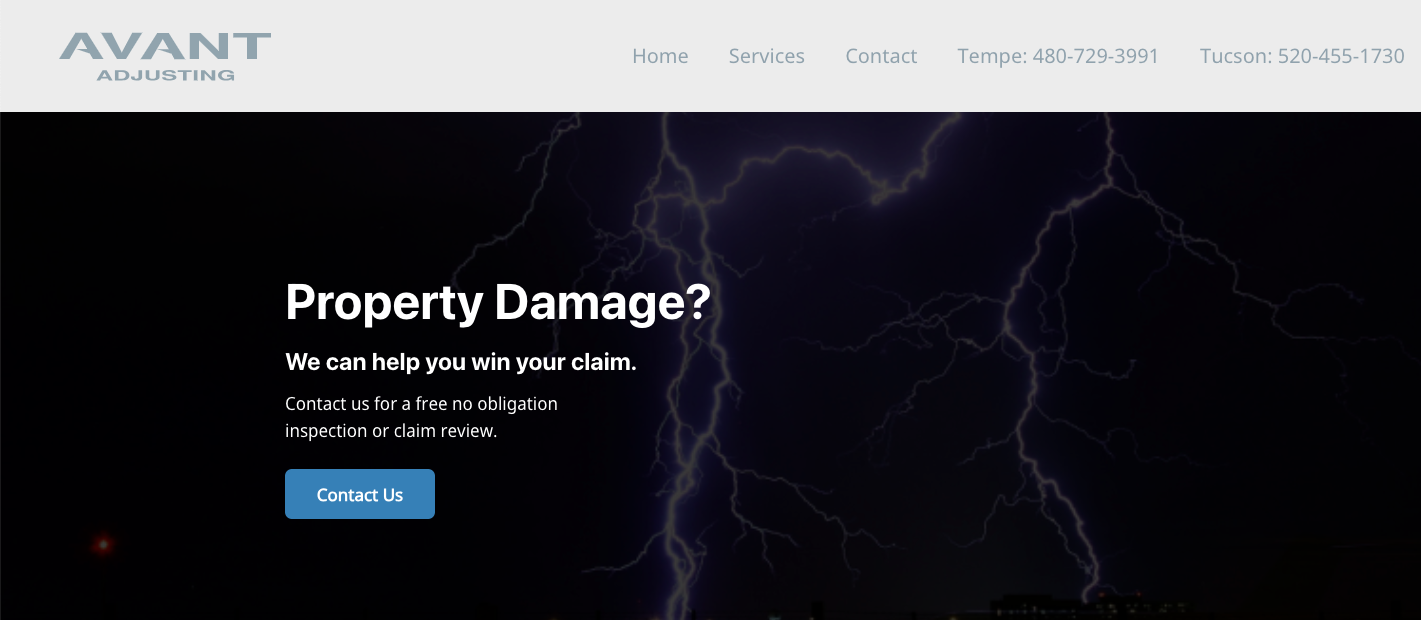 AVANT
ADJUSTING
Home Services Contact Tempe: 480-729-3991 Tucson: 520-455-1730
Property Damage?
We can help you win your claim.
Contact us for a free no obligation
inspection or claim review.
Contact Us